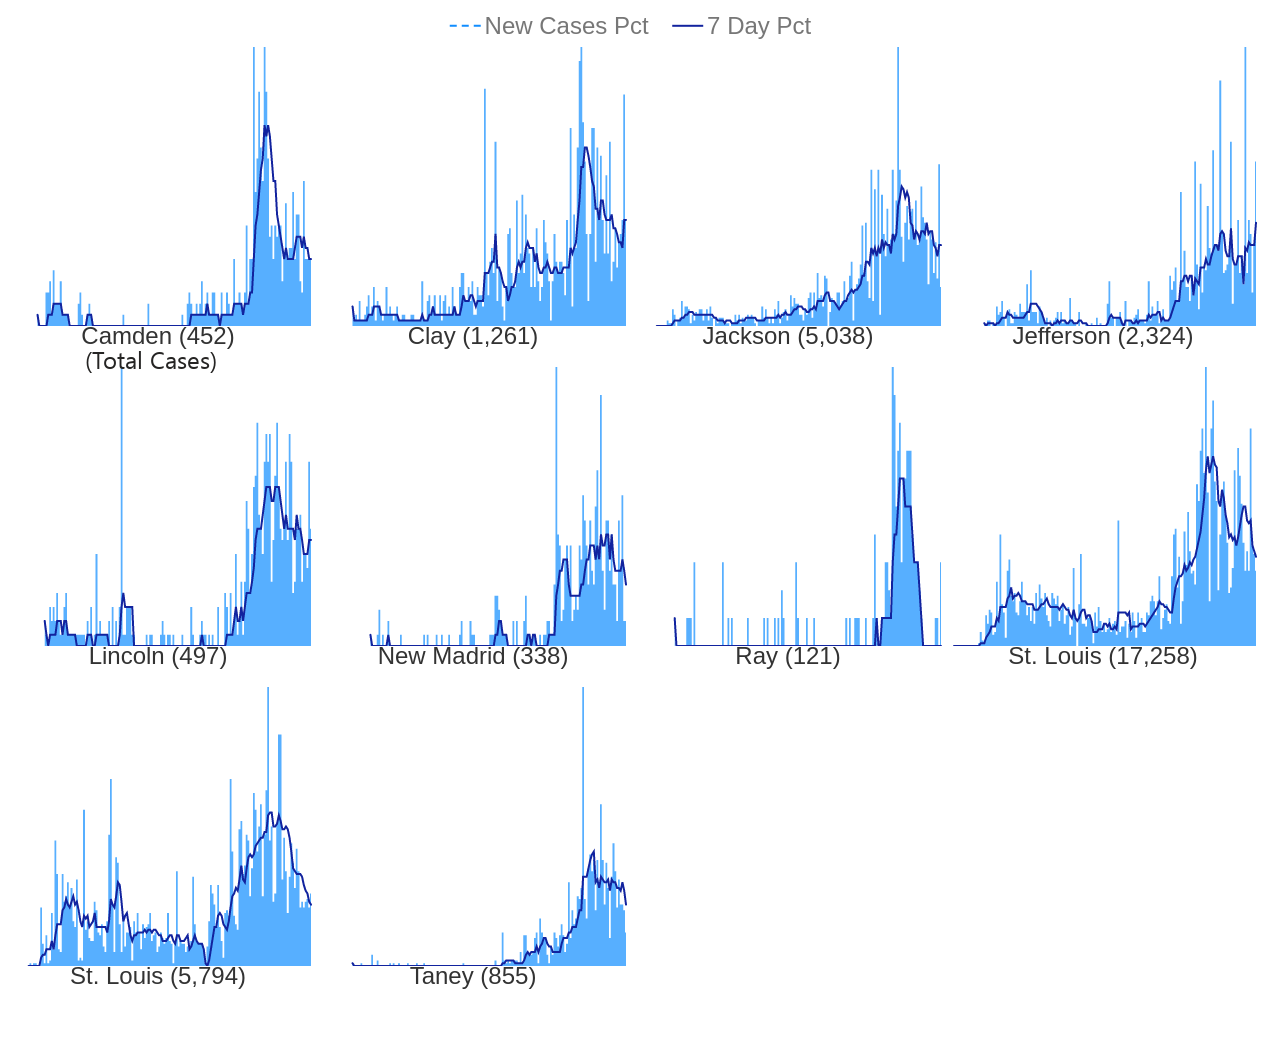 New Cases Pct 7 Day Pct
Camden (452) Clay (1,261) Jackson (5,038) Jefferson (2,324)
(Total Cases)
Lincoln (497) New Madrid (338) Ray (121) St. Louis (17,258)
St. Louis (5,794) Taney (855)